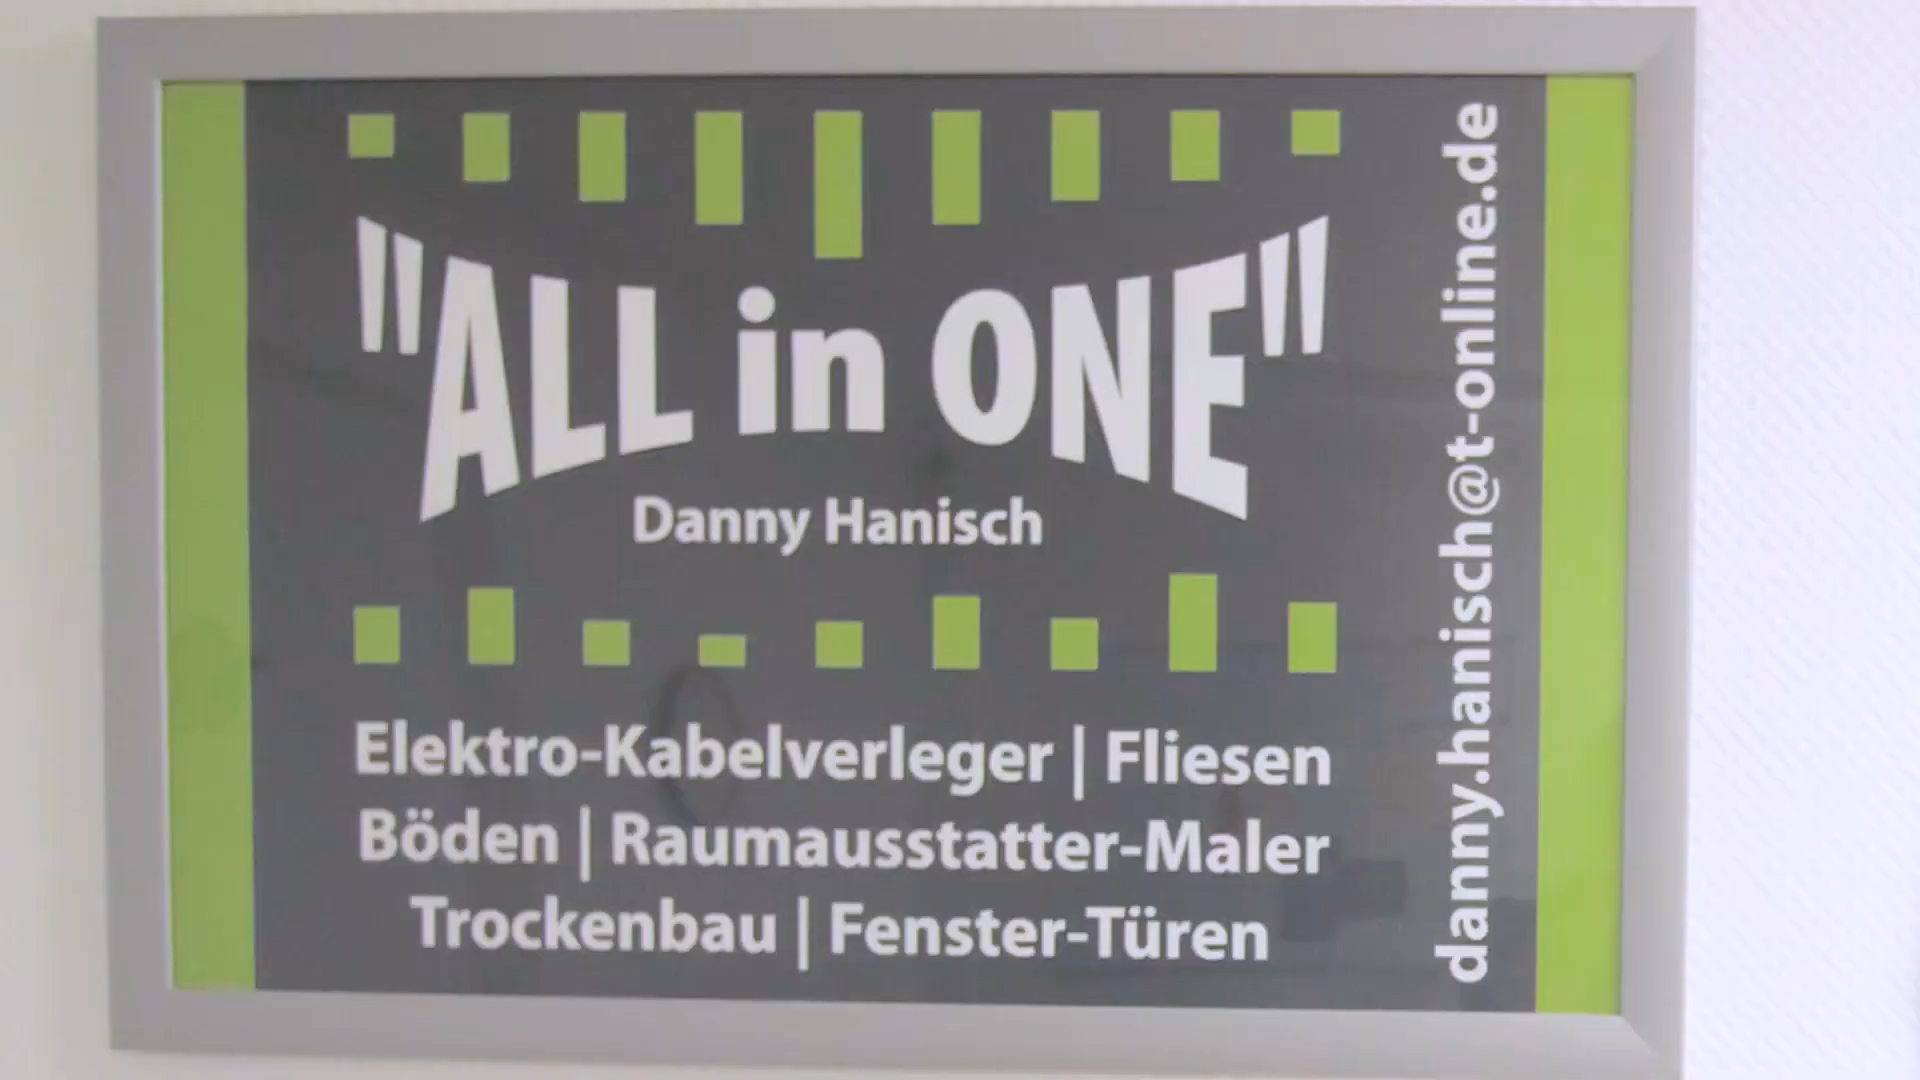 "ALL in ONE"
Danny Hanisch
Elektro-Kabelverleger | Fliesen
Böden | Raumausstatter-Maler
Trockenbau | Fenster-Türen
danny.hanisch@t-online.de